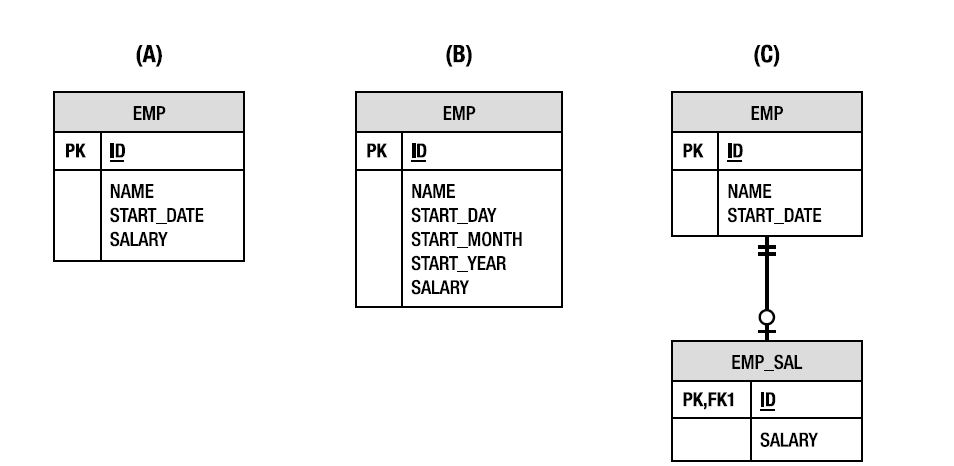 (A)
EMP
PK ID
NAME
START_DATE
SALARY
(B)
EMP
PK ID
NAME
START_DAY
START_MONTH
START_YEAR
SALARY
(C)
EMP
PK ID
NAME
START_DATE
EMP_SAL
PK,FK1 ID
SALARY